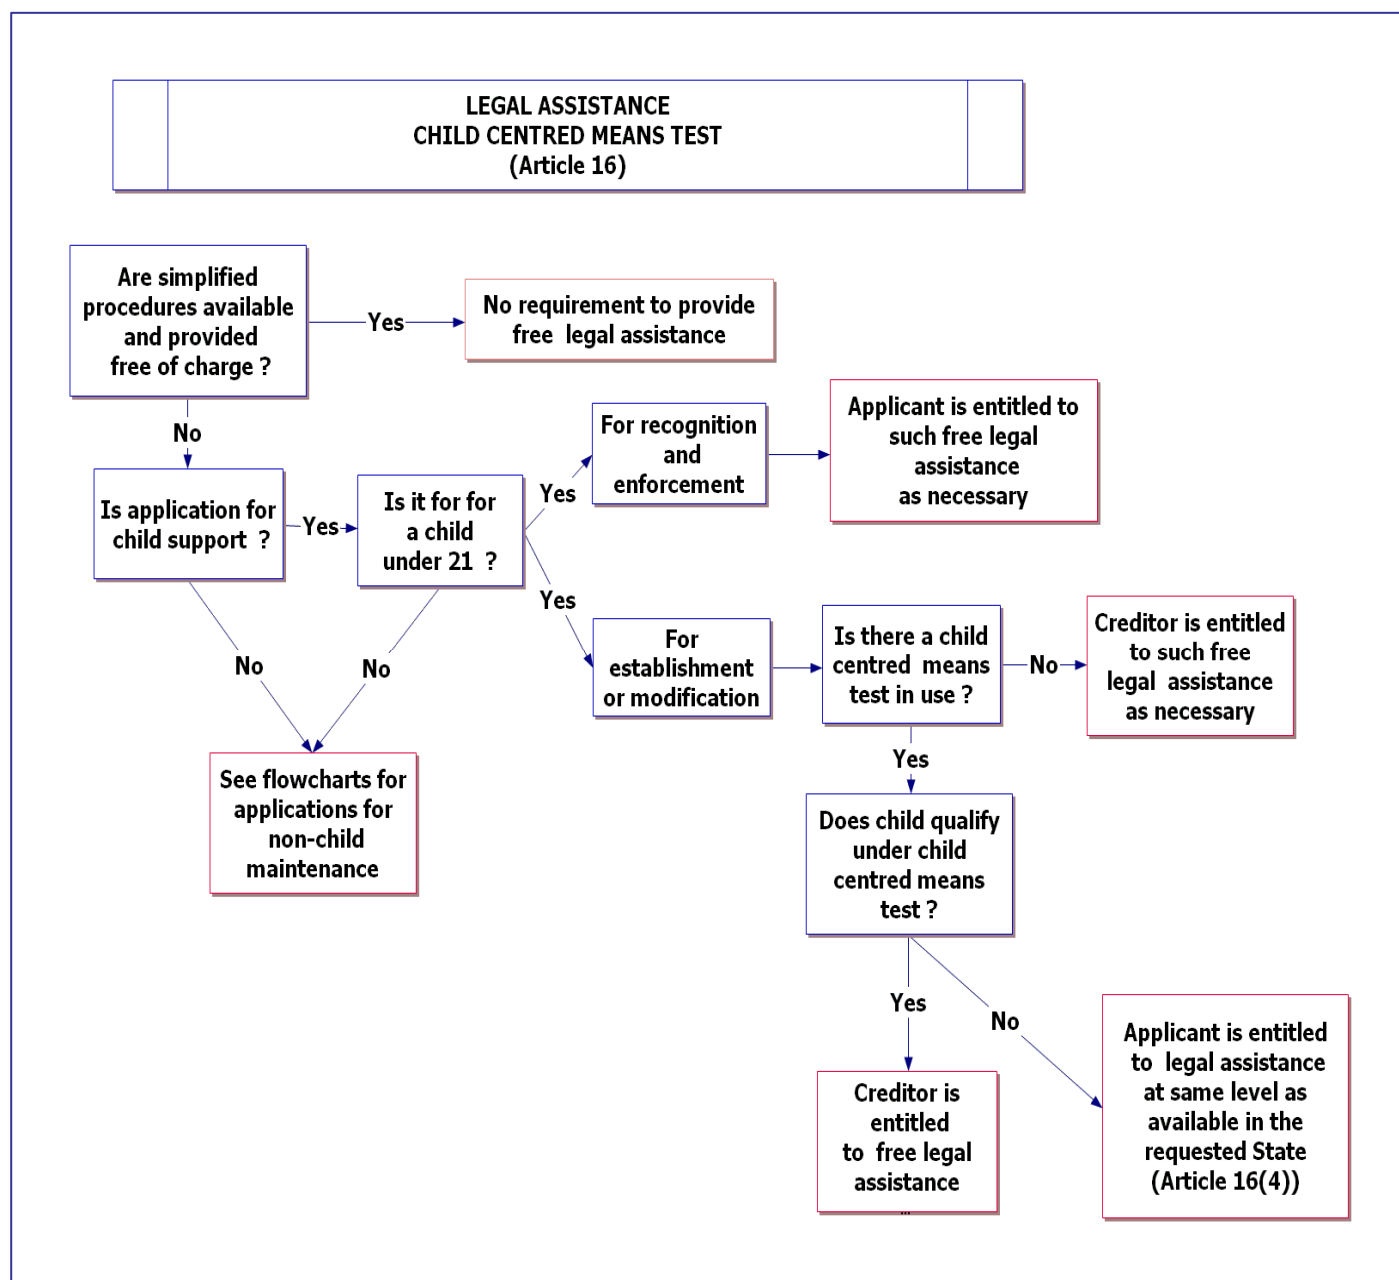 LEGAL ASSISTANCE
CHILD CENTRED MEANS TEST
(Article 16)
Are simplified
procedures available
and provided
free of charge ?
Yes
No requirement to provide
free legal assistance
No
Is application for
child support ?
Yes
Is it for for
a child
under 21 ?
Yes
For recognition
and
enforcement
Applicant is entitled to
such free legal
assistance
as necessary
Yes
For
establishment
or modification
Is there a child
centred means
test in use ?
No
Creditor is entitled
to such free
legal assistance
as necessary
No
No
See flowcharts for
applications for
non-child
maintenance
Yes
Does child qualify
under child
centred means
test ?
Yes
No
Creditor is
entitled
to free legal
assistance
...
Applicant is entitled
to legal assistance
at same level as
available in the
requested State
(Article 16(4))